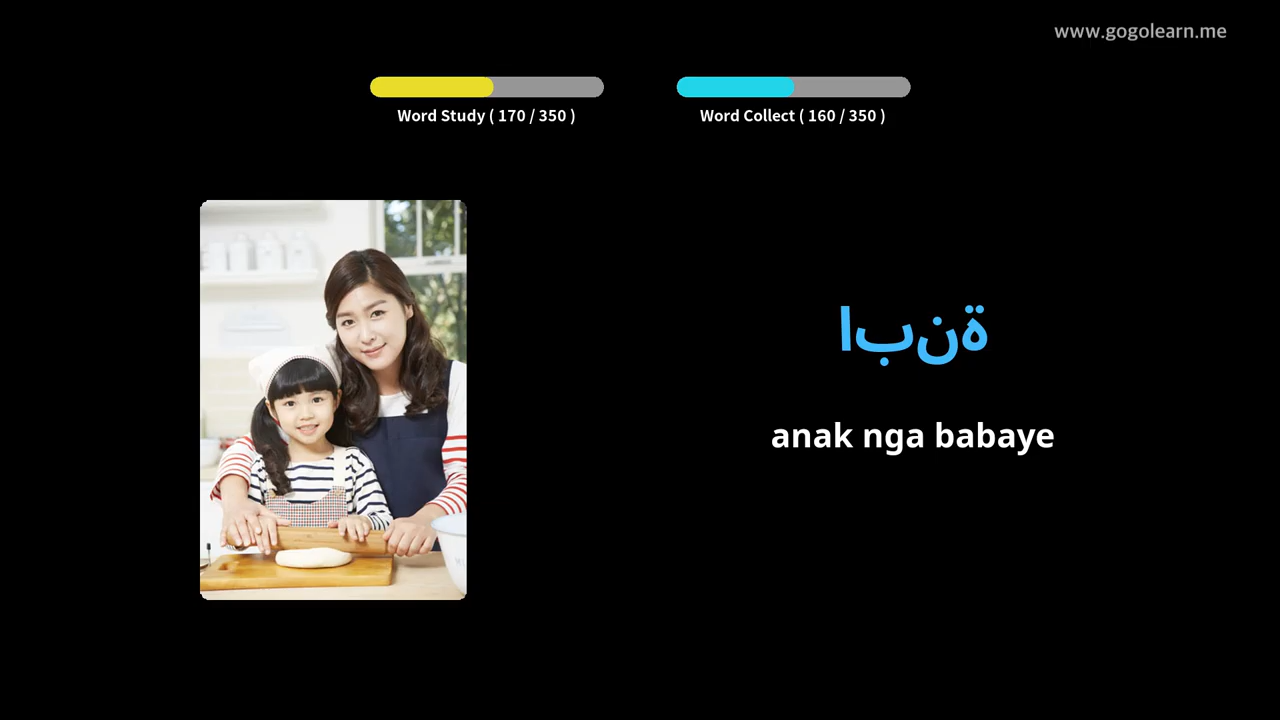 www.gogolearn.me
Word Study ( 170 / 350 )
Word Collect ( 160 / 350 )
ابنة
anak nga babaye